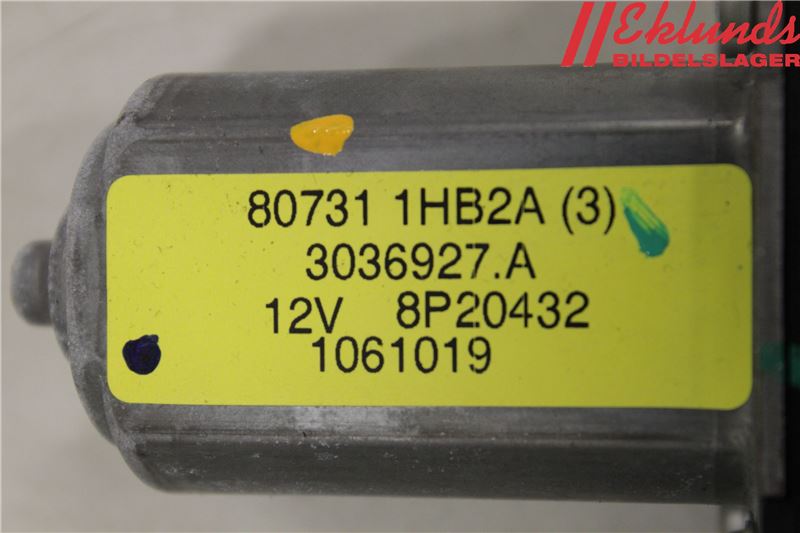 Eklunds
BILDELSLAGER
80731 1HB2A (3)
3036927.A
12V 8P20432
1061019